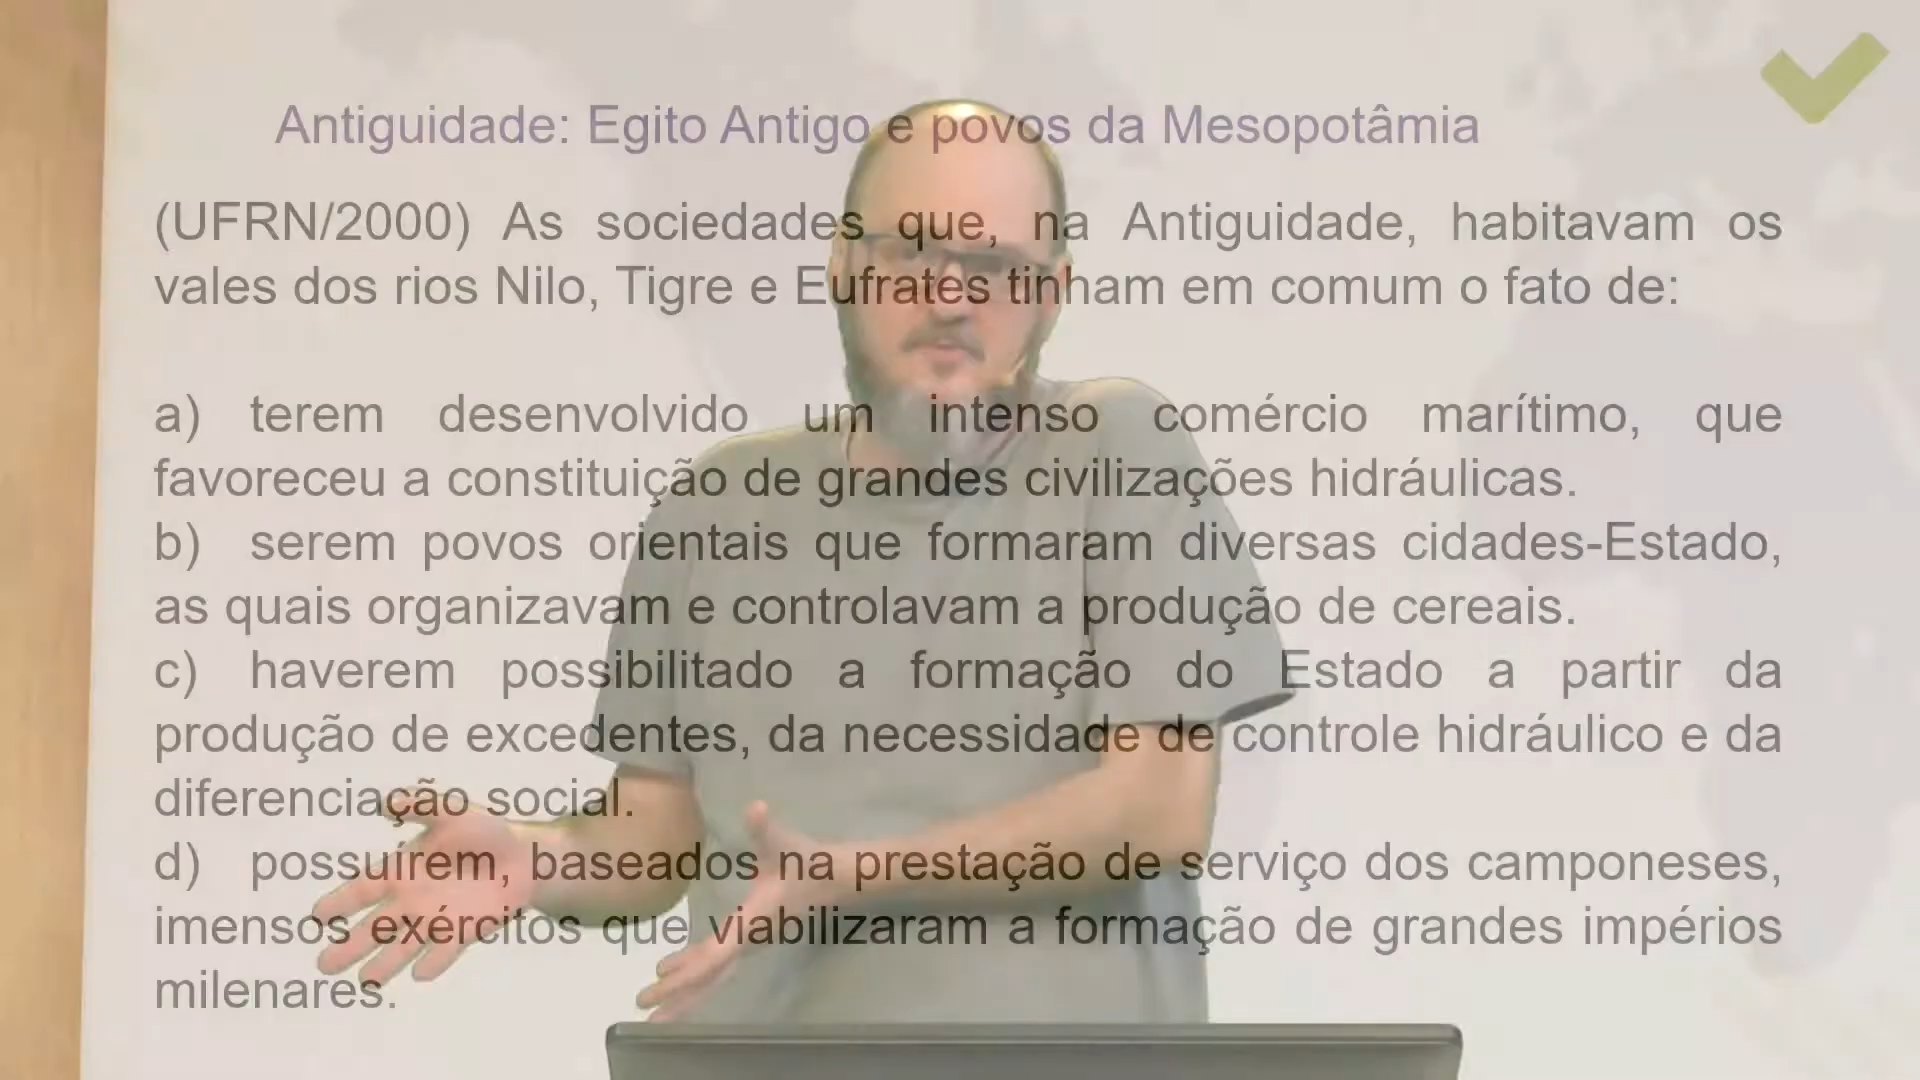 Antiguidade: Egito Antigo e povos da Mesopotâmia
(UFRN/2000) As sociedades que, na Antiguidade, habitavam os
vales dos rios Nilo, Tigre e Eufrates tinham em comum o fato de:
a) terem desenvolvido um intenso comércio marítimo, que
favoreceu a constituição de grandes civilizações hidráulicas.
b) serem povos orientais que formaram diversas cidades-Estado,
as quais organizavam e controlavam a produção de cereais.
c) haverem possibilitado a formação do Estado a partir da
produção de excedentes, da necessidade de controle hidráulico e da
diferenciação social.
d) possuírem, baseados na prestação de serviço dos camponeses,
imensos exércitos que viabilizaram a formação de grandes impérios
milenares.